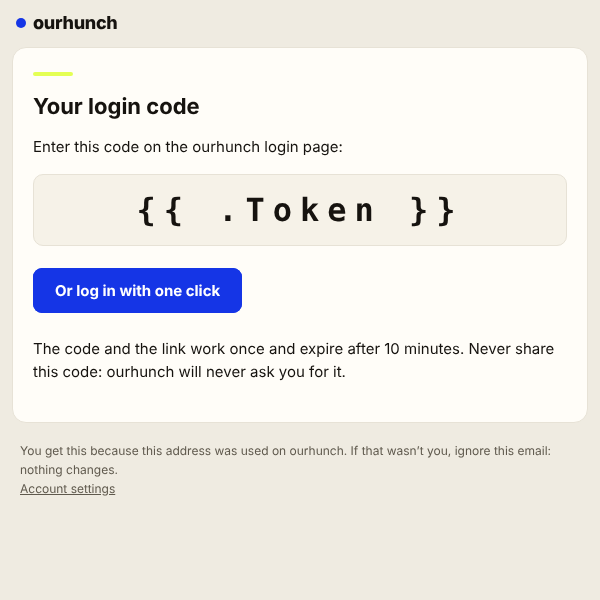 ourhunch
Your login code
Enter this code on the ourhunch login page:
{{ .Token }}
Or log in with one click
The code and the link work once and expire after 10 minutes. Never share
this code: ourhunch will never ask you for it.
You get this because this address was used on ourhunch. If that wasn’t you, ignore this email:
nothing changes.
Account settings